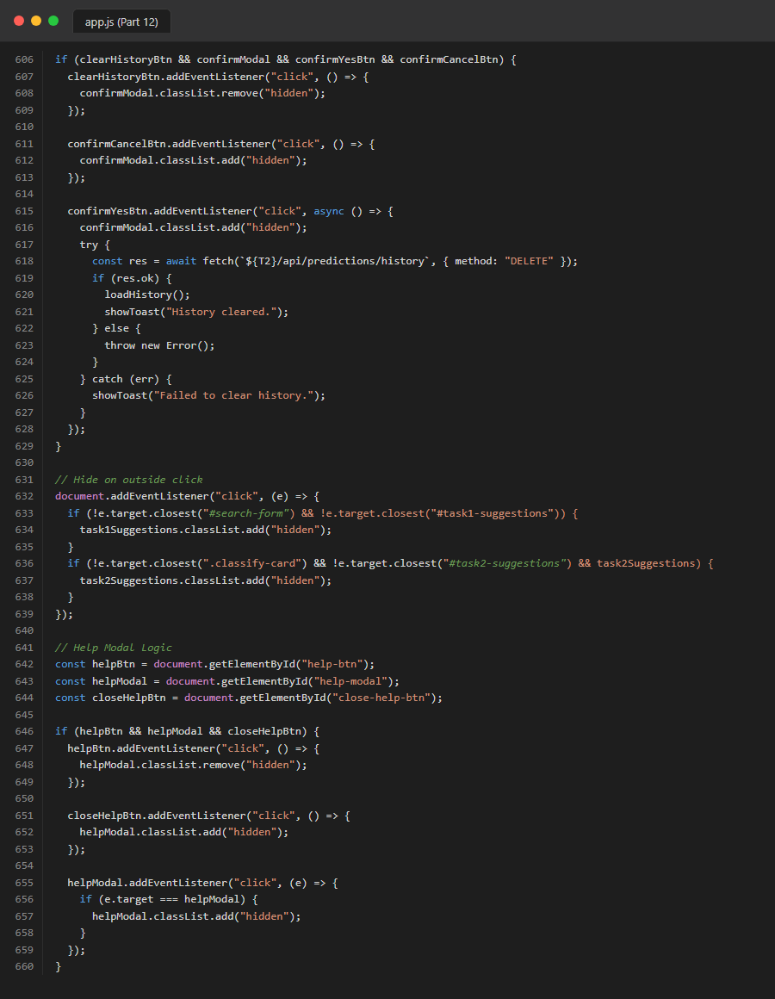 app.js (Part 12)
606 if (clearHistoryBtn && confirmModal && confirmYesBtn && confirmCancelBtn) {
607   clearHistoryBtn.addEventListener("click", () => {
608     confirmModal.classList.remove("hidden");
609   });
610
611   confirmCancelBtn.addEventListener("click", () => {
612     confirmModal.classList.add("hidden");
613   });
614
615   confirmYesBtn.addEventListener("click", async () => {
616     confirmModal.classList.add("hidden");
617     try {
618       const res = await fetch(`${T2}/api/predictions/history`, { method: "DELETE" });
619       if (res.ok) {
620         loadHistory();
621         showToast("History cleared.");
622       } else {
623         throw new Error();
624       }
625     } catch (err) {
626       showToast("Failed to clear history.");
627     }
628   });
629 }
630
631 // Hide on outside click
632 document.addEventListener("click", (e) => {
633   if (!e.target.closest("#search-form") && !e.target.closest("#task1-suggestions")) {
634     task1Suggestions.classList.add("hidden");
635   }
636   if (!e.target.closest(".classify-card") && !e.target.closest("#task2-suggestions") && task2Suggestions) {
637     task2Suggestions.classList.add("hidden");
638   }
639 });
640
641 // Help Modal Logic
642 const helpBtn = document.getElementById("help-btn");
643 const helpModal = document.getElementById("help-modal");
644 const closeHelpBtn = document.getElementById("close-help-btn");
645
646 if (helpBtn && helpModal && closeHelpBtn) {
647   helpBtn.addEventListener("click", () => {
648     helpModal.classList.remove("hidden");
649   });
650
651   closeHelpBtn.addEventListener("click", () => {
652     helpModal.classList.add("hidden");
653   });
654
655   helpModal.addEventListener("click", (e) => {
656     if (e.target === helpModal) {
657       helpModal.classList.add("hidden");
658     }
659   });
660 }